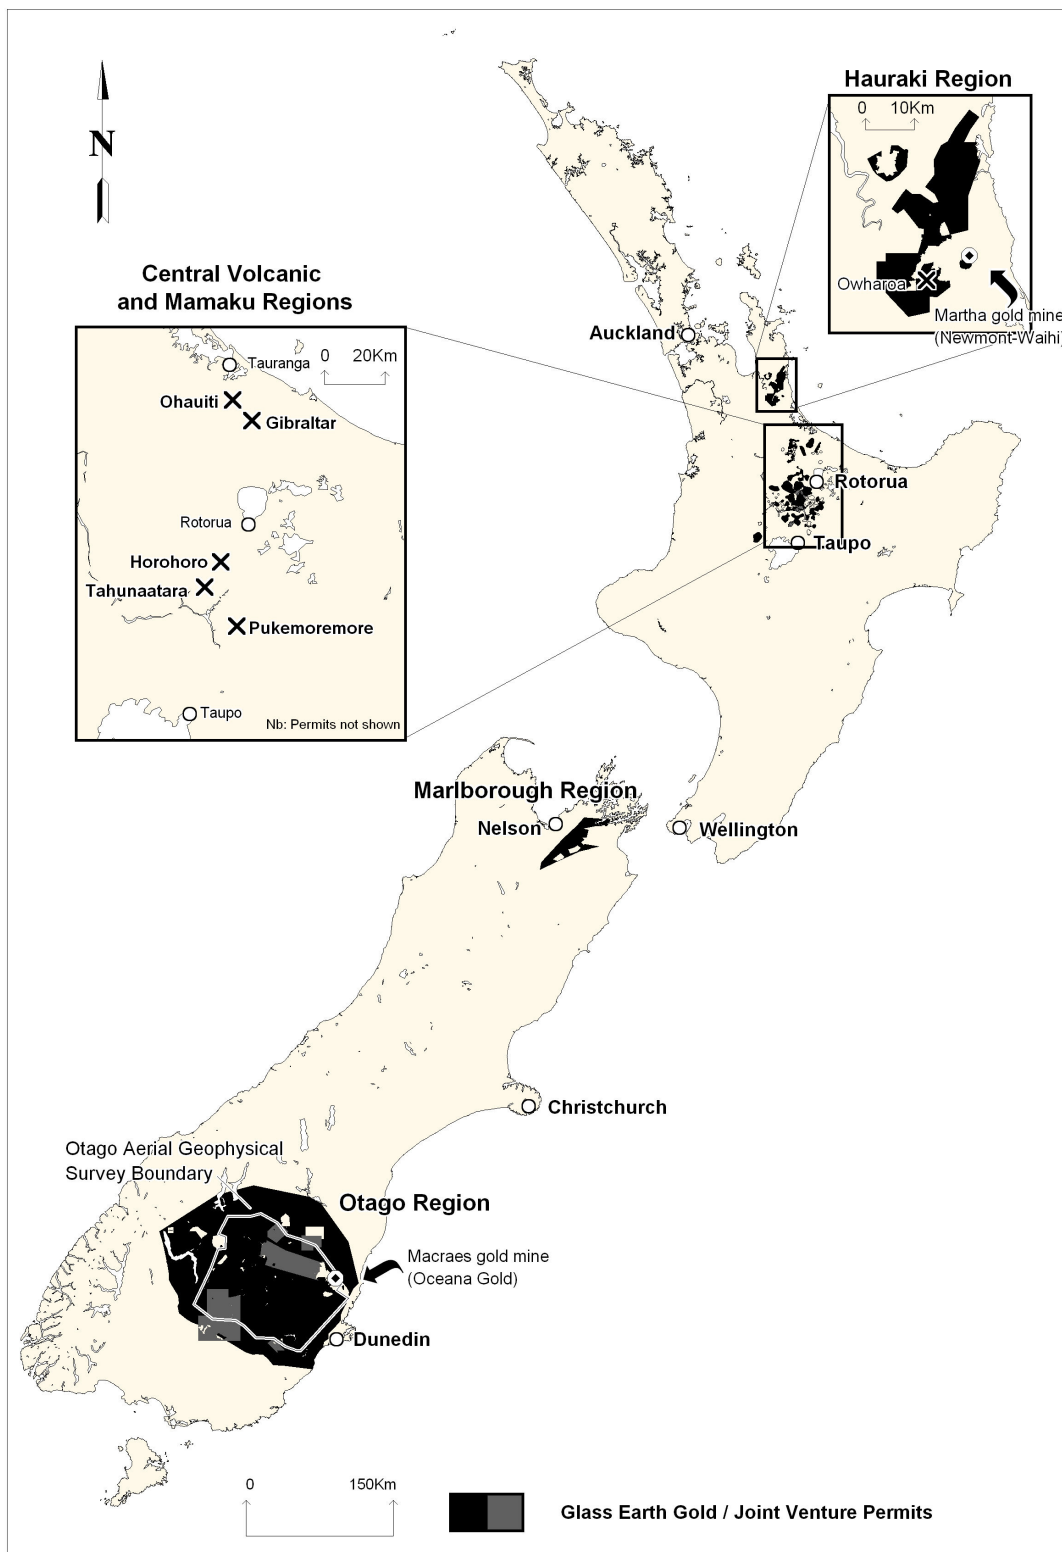 Hauraki Region
0 10Km
N
Owharoa
Martha gold mine
(Newmont-Waihi)
Central Volcanic
and Mamaku Regions
Auckland
0 20Km
Tauranga
Ohauiti
Gibraltar
Rotorua
Horohoro
Tahunaatara
Pukemoremore
Taupo
Nb: Permits not shown
Rotorua
Taupo
Marlborough Region
Nelson
Wellington
Christchurch
Otago Aerial Geophysical
Survey Boundary
Otago Region
Macraes gold mine
(Oceana Gold)
Dunedin
0 150Km
Glass Earth Gold / Joint Venture Permits